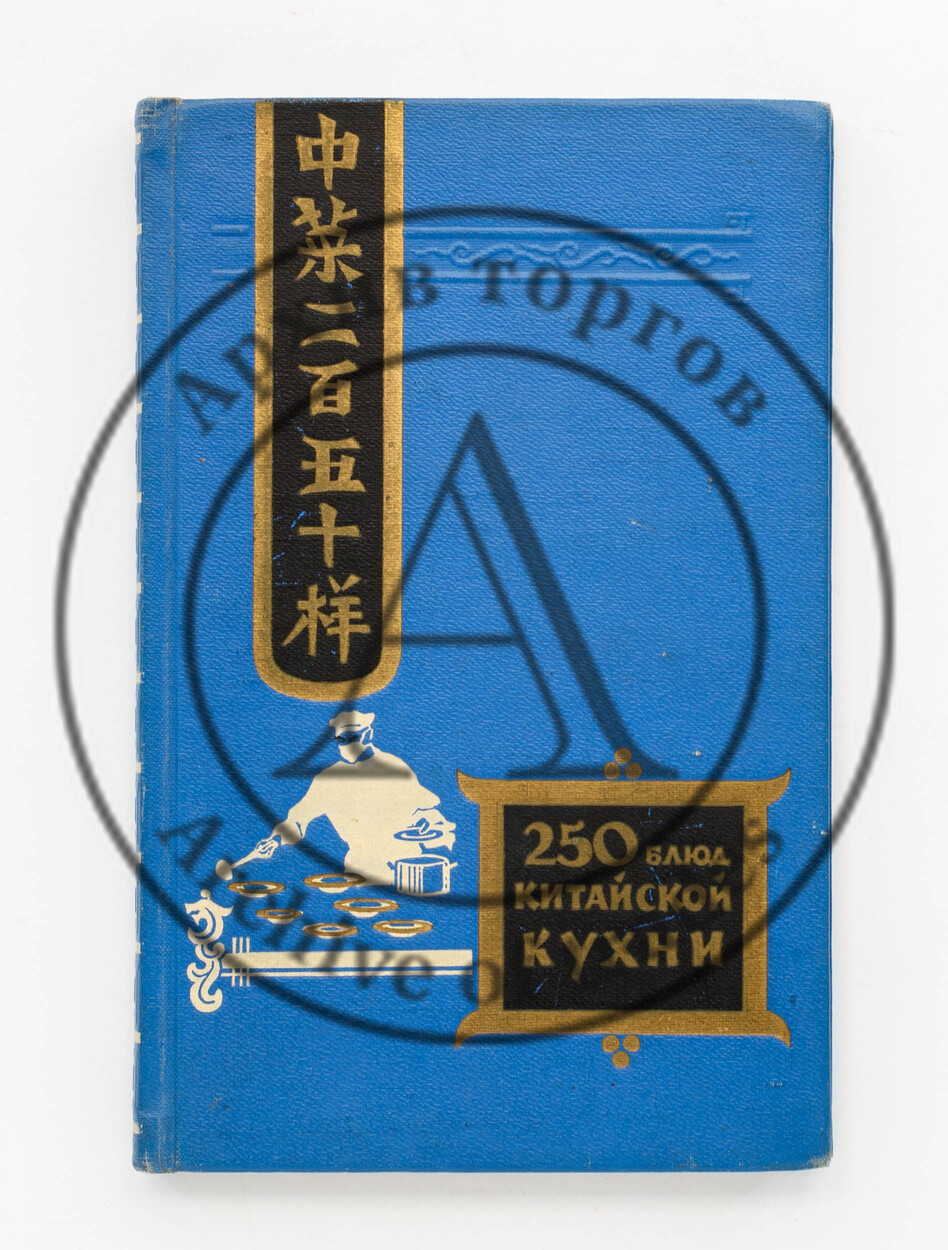 中菜二百五十样
250 блюд
китайской
кухни
Архив торгов
Archive o